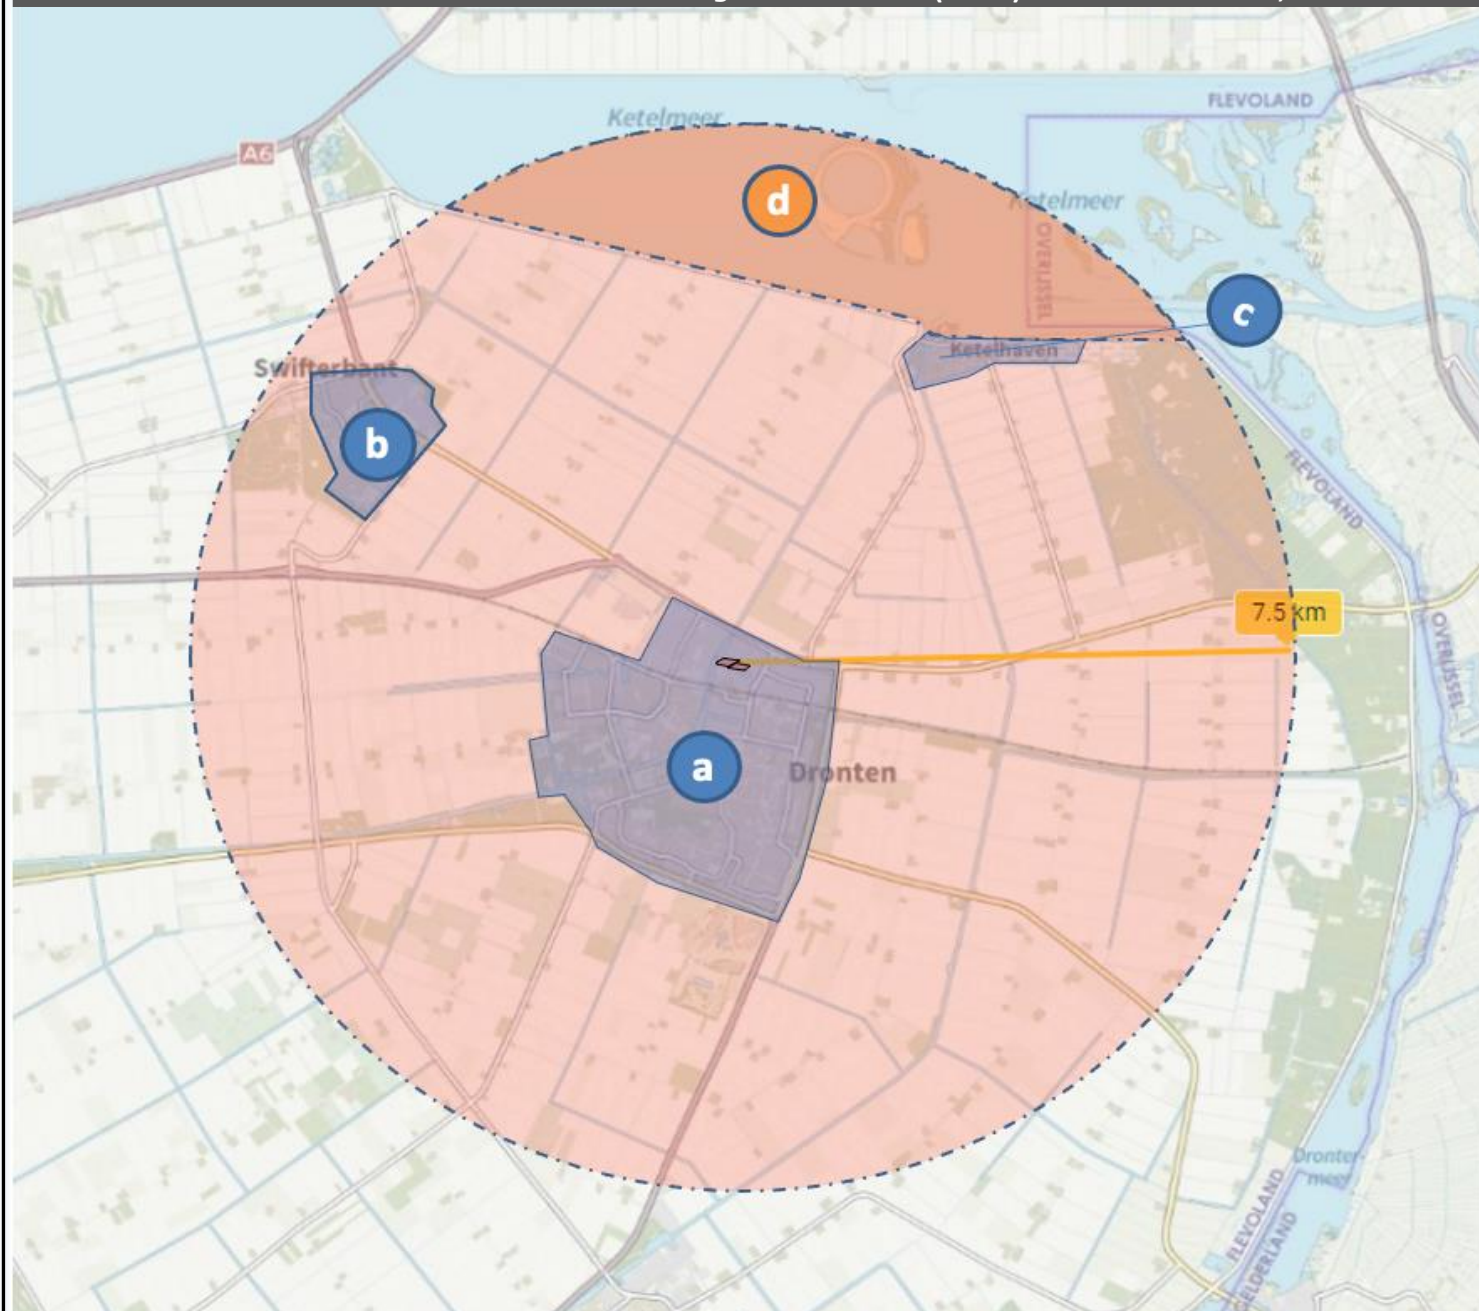 FLEVOLAND
Ketelmeer
A6
d
Ketelmeer
OVERIJSSEL
c
Swifterbant
Ketelhaven
b
FLEVOLAND
7.5 km
OVERIJSSEL
a
Dronten
Dronter-
meer
FLEVOLAND
GELDERLAND